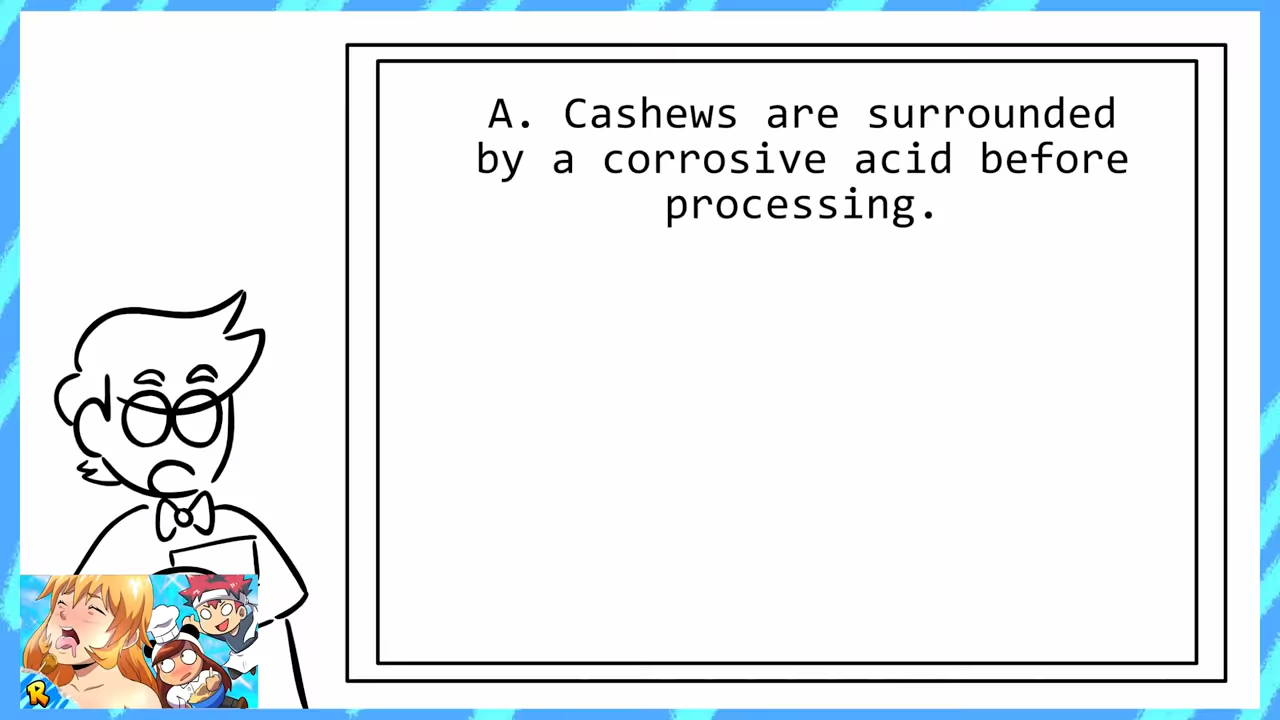 A. Cashews are surrounded
by a corrosive acid before
processing.
R